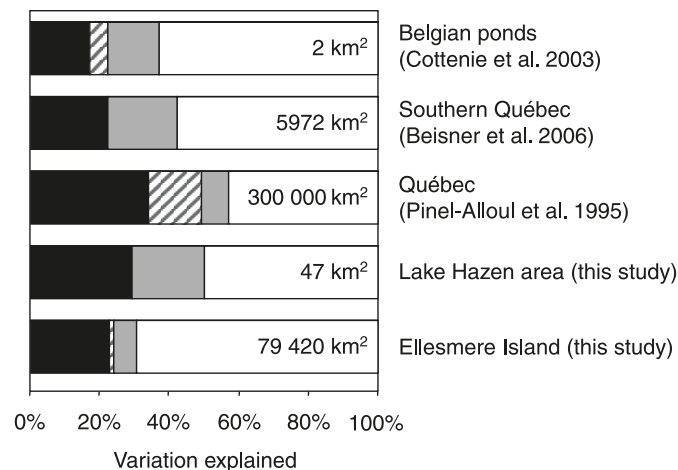 2 km²
Belgian ponds
(Cottenie et al. 2003)
5972 km²
Southern Québec
(Beisner et al. 2006)
300 000 km²
Québec
(Pinel-Alloul et al. 1995)
47 km²
Lake Hazen area (this study)
79 420 km²
Ellesmere Island (this study)
0% 20% 40% 60% 80% 100%
Variation explained